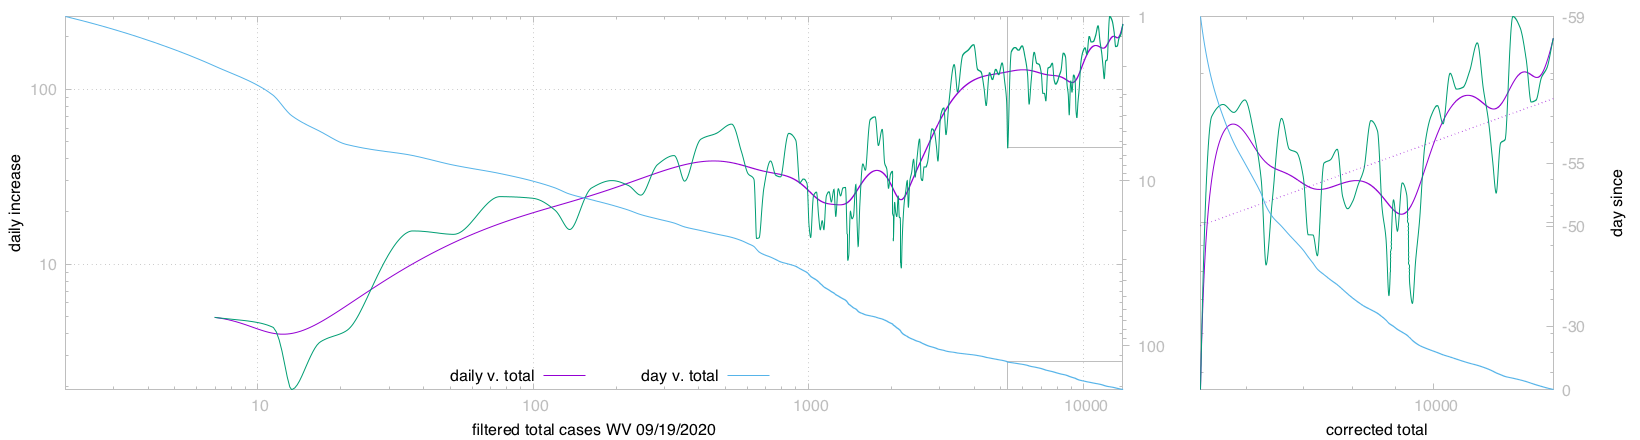 1
-59
100
daily increase
10
-55
day since
-50
10
-30
100
daily v. total
day v. total
0
10
100
1000
10000
10000
filtered total cases WV 09/19/2020
corrected total